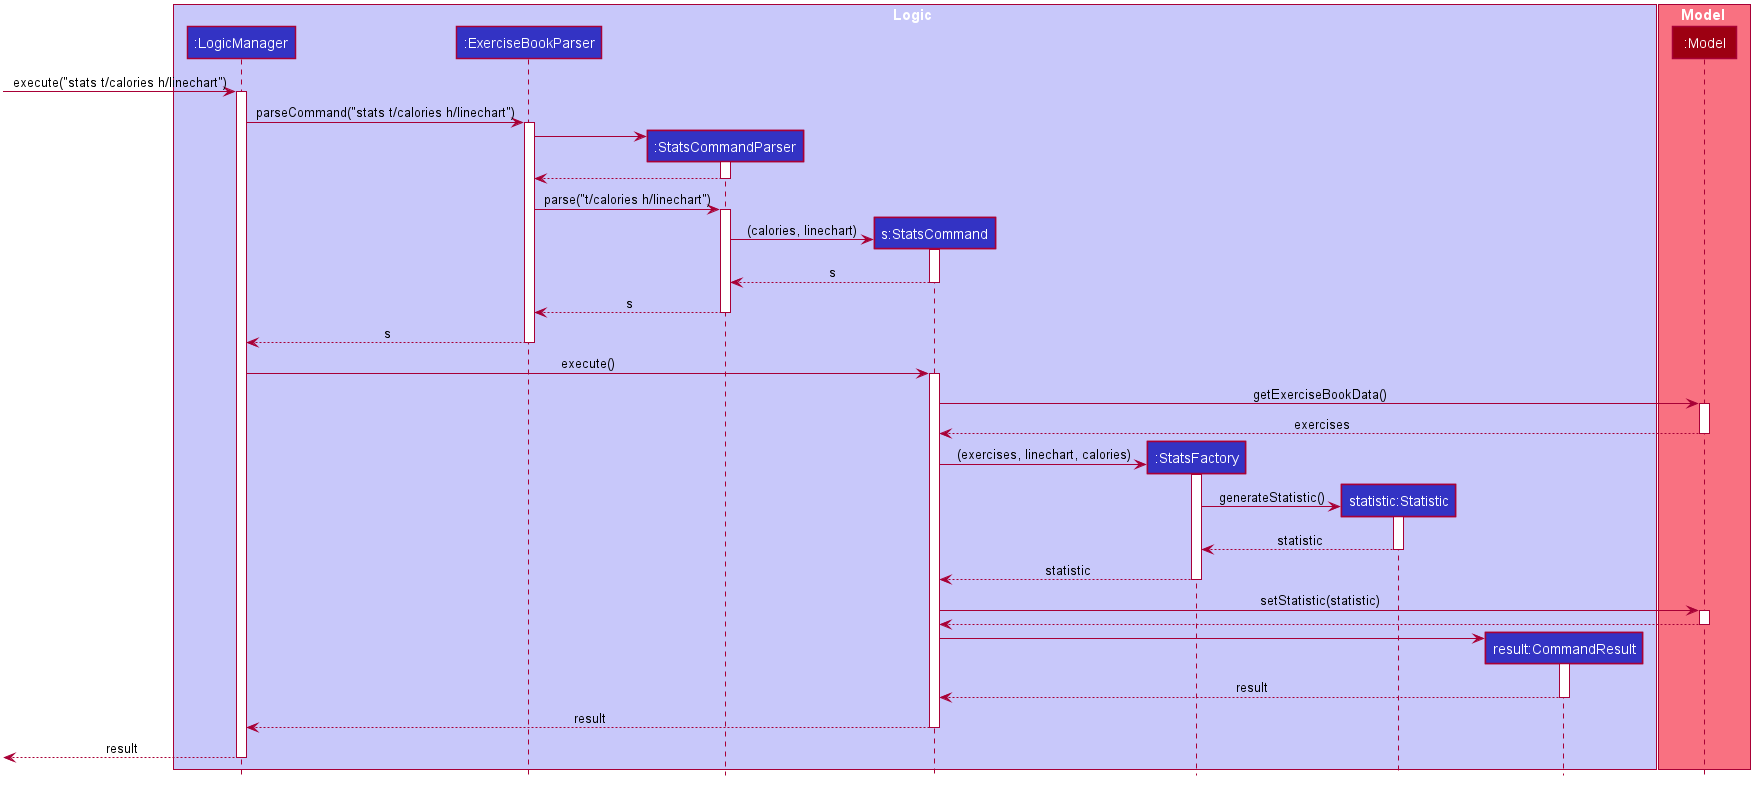 Logic
Model
:LogicManager
:ExerciseBookParser
:Model
execute("stats t/calories h/linechart")
parseCommand("stats t/calories h/linechart")
:StatsCommandParser
parse("t/calories h/linechart")
(calories, linechart)
s:StatsCommand
s
s
s
execute()
getExerciseBookData()
exercises
(exercises, linechart, calories)
:StatsFactory
generateStatistic()
statistic:Statistic
statistic
statistic
setStatistic(statistic)
result:CommandResult
result
result
result